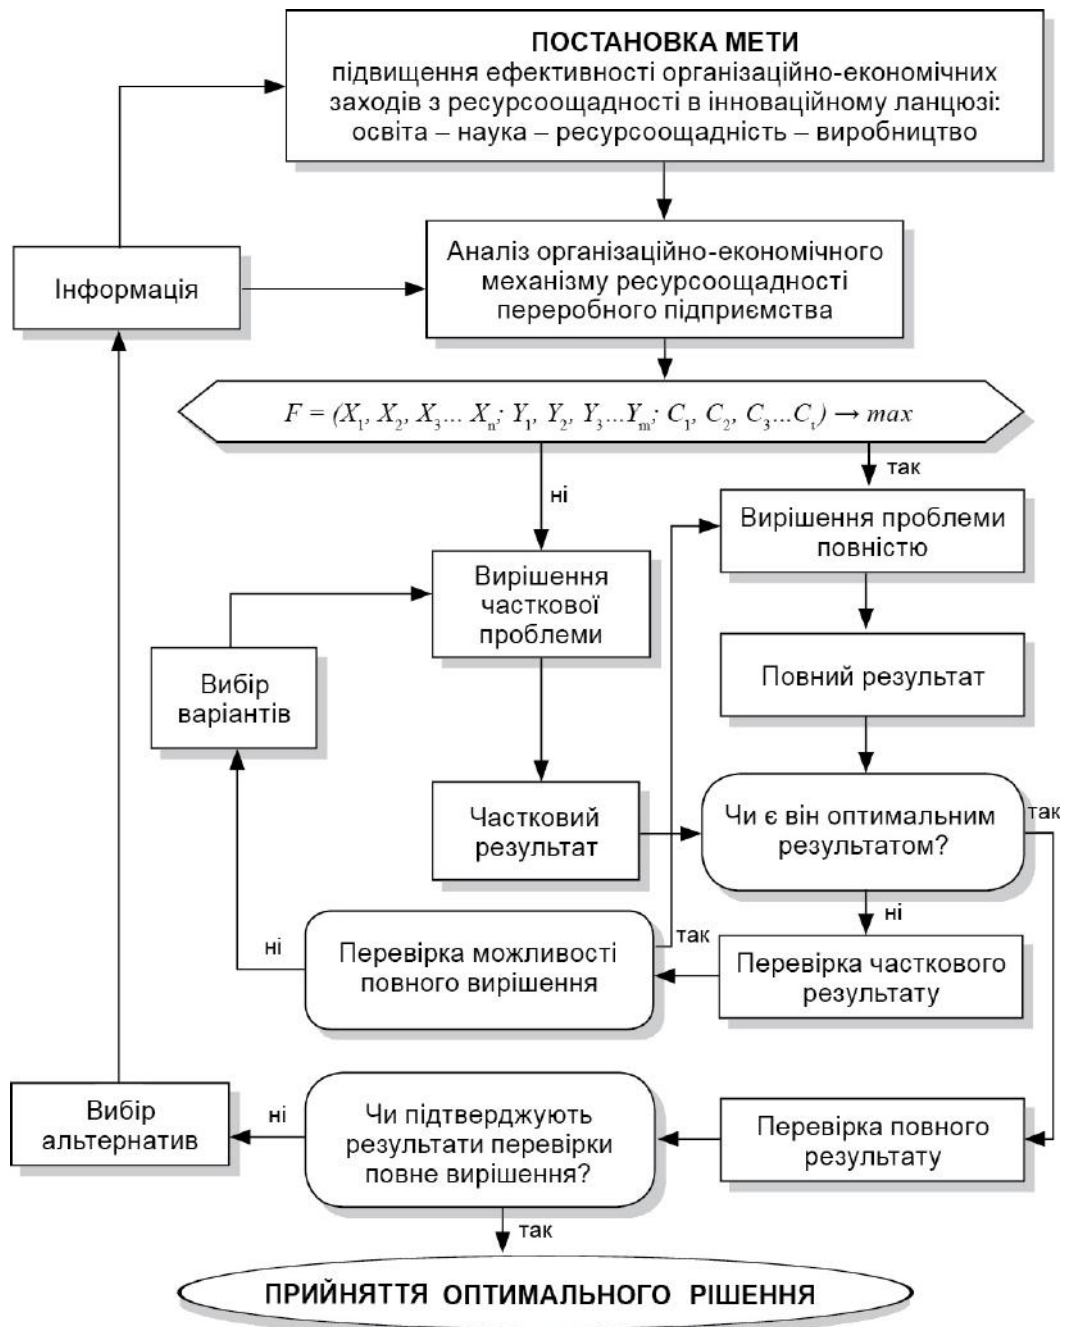 ПОСТАНОВКА МЕТИ
підвищення ефективності організаційно-економічних
заходів з ресурсоощадності в інноваційному ланцюзі:
освіта – наука – ресурсоощадність – виробництво
Інформація
Аналіз організаційно-економічного
механізму ресурсоощадності
переробного підприємства
F = (X₁, X₂, X₃... Xₙ; Y₁, Y₂, Y₃...Yₘ; C₁, C₂, C₃...Cₜ) → max
ні
так
Вирішення проблеми
повністю
Вирішення
часткової
проблеми
Вибір
варіантів
Повний результат
Частковий
результат
Чи є він оптимальним
результатом?
так
ні
ні
Перевірка можливості
повного вирішення
так
Перевірка часткового
результату
Вибір
альтернатив
ні
Чи підтверджують
результати перевірки
повне вирішення?
Перевірка повного
результату
так
ПРИЙНЯТТЯ ОПТИМАЛЬНОГО РІШЕННЯ